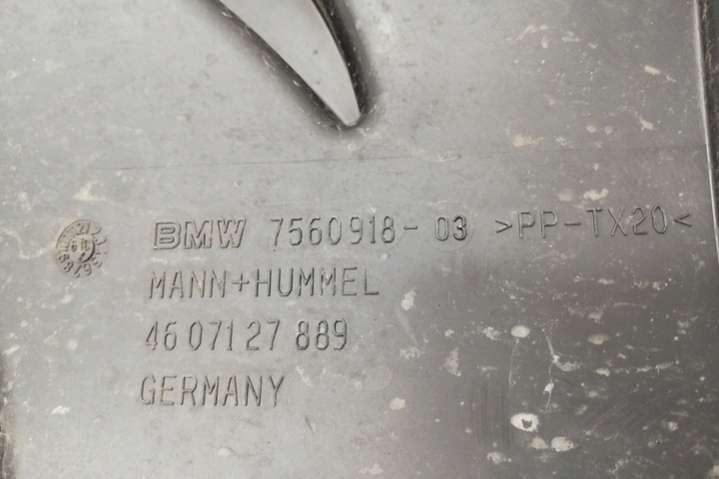 BMW 7560918-03 >PP-TX20<
MANN+HUMMEL
46 071 27 889
GERMANY